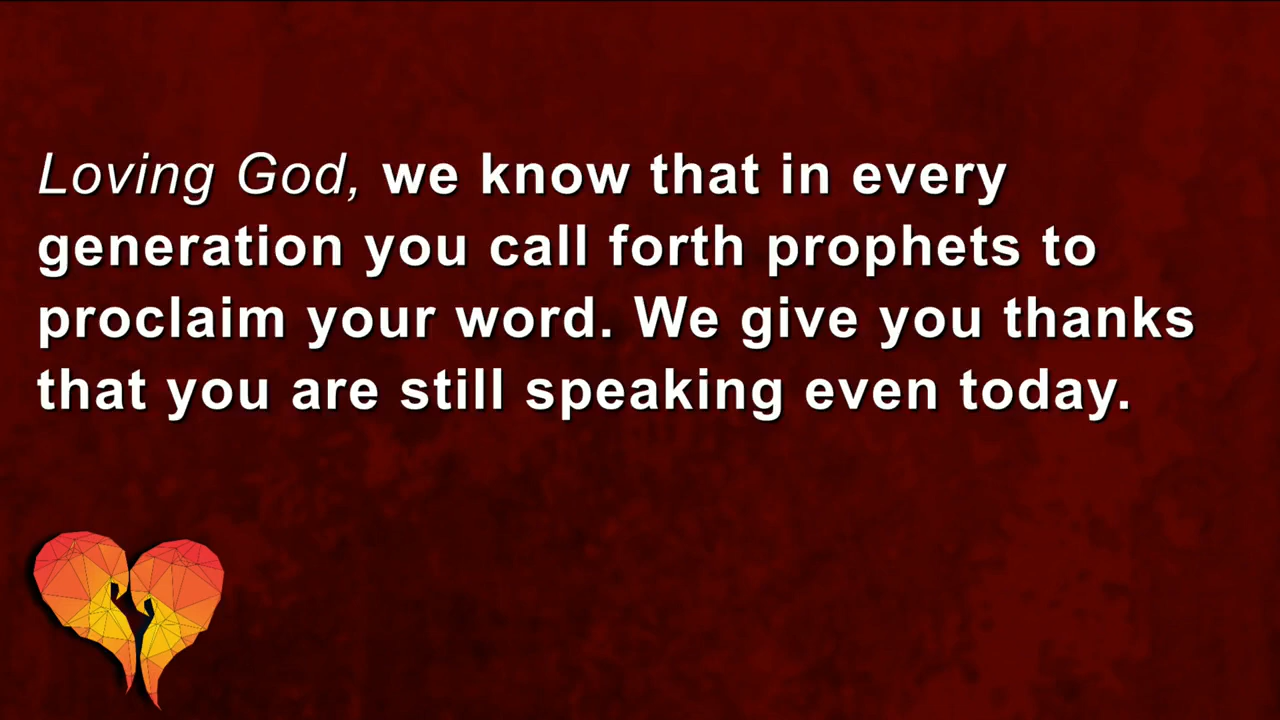 Loving God, we know that in every
generation you call forth prophets to
proclaim your word. We give you thanks
that you are still speaking even today.